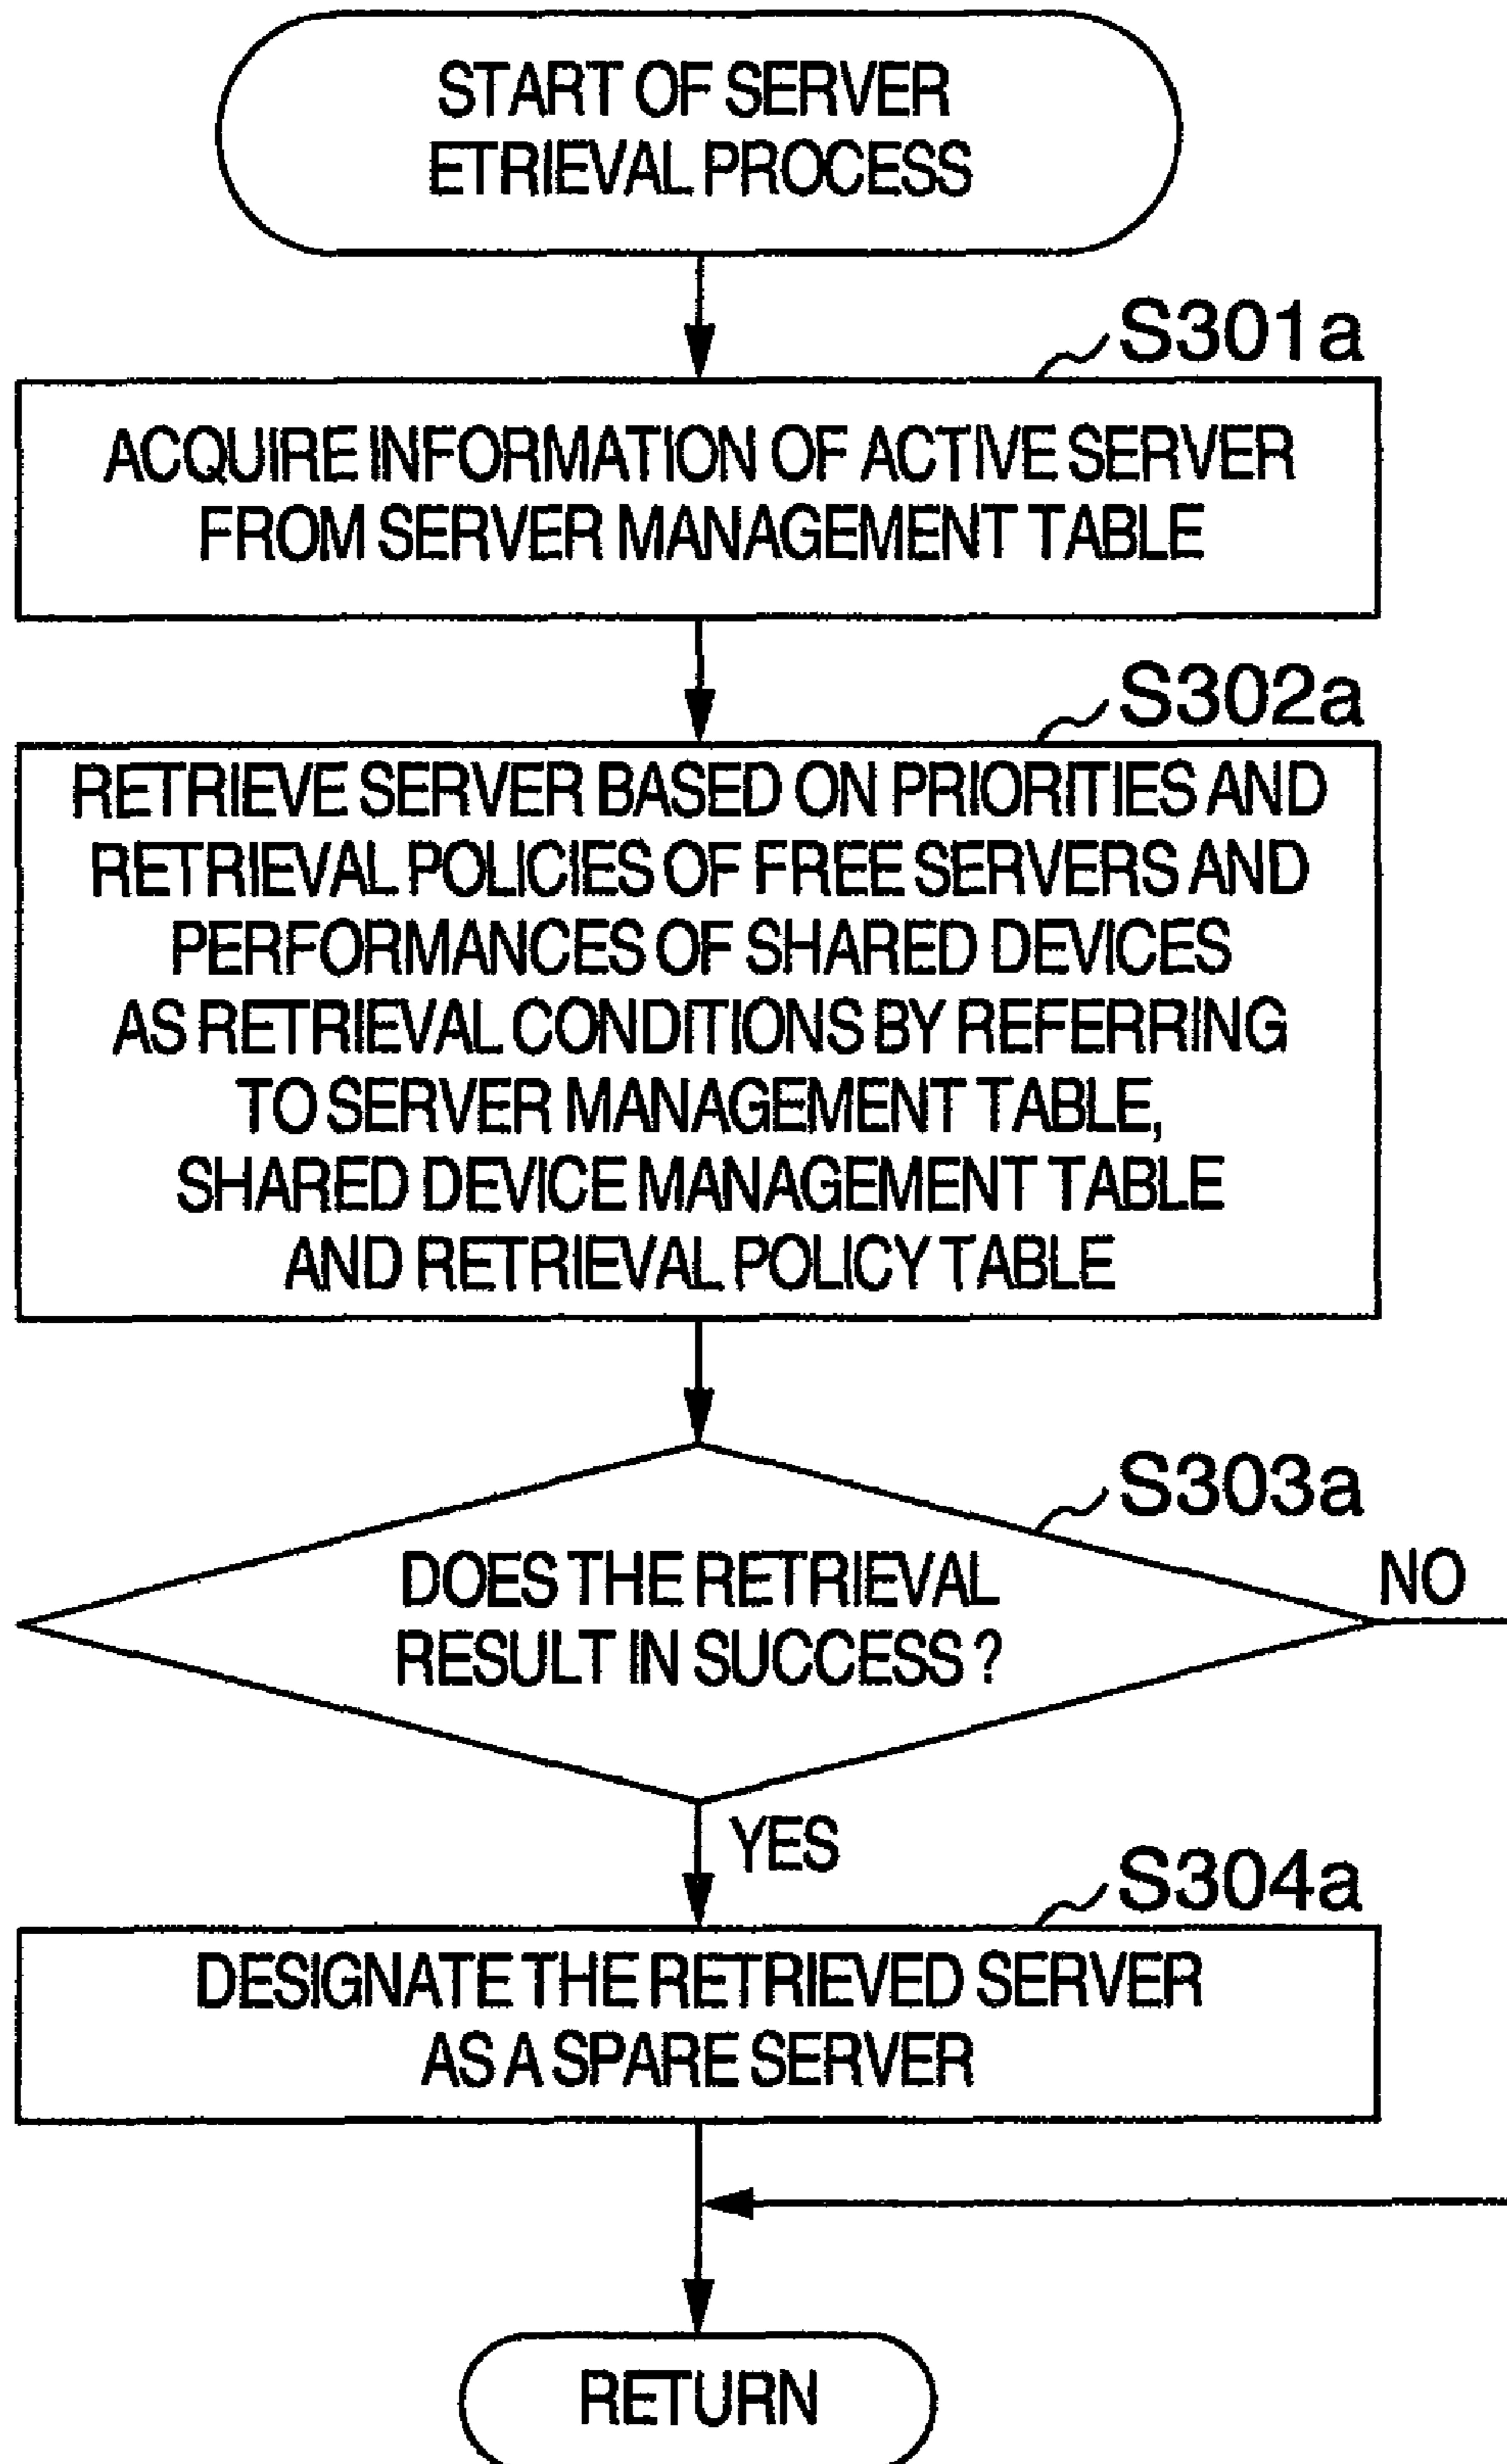 START OF SERVER
ETRIEVAL PROCESS
S301a
ACQUIRE INFORMATION OF ACTIVE SERVER
FROM SERVER MANAGEMENT TABLE
S302a
RETRIEVE SERVER BASED ON PRIORITIES AND
RETRIEVAL POLICIES OF FREE SERVERS AND
PERFORMANCES OF SHARED DEVICES
AS RETRIEVAL CONDITIONS BY REFERRING
TO SERVER MANAGEMENT TABLE,
SHARED DEVICE MANAGEMENT TABLE
AND RETRIEVAL POLICY TABLE
S303a
DOES THE RETRIEVAL
RESULT IN SUCCESS ?
NO
YES
S304a
DESIGNATE THE RETRIEVED SERVER
AS A SPARE SERVER
RETURN